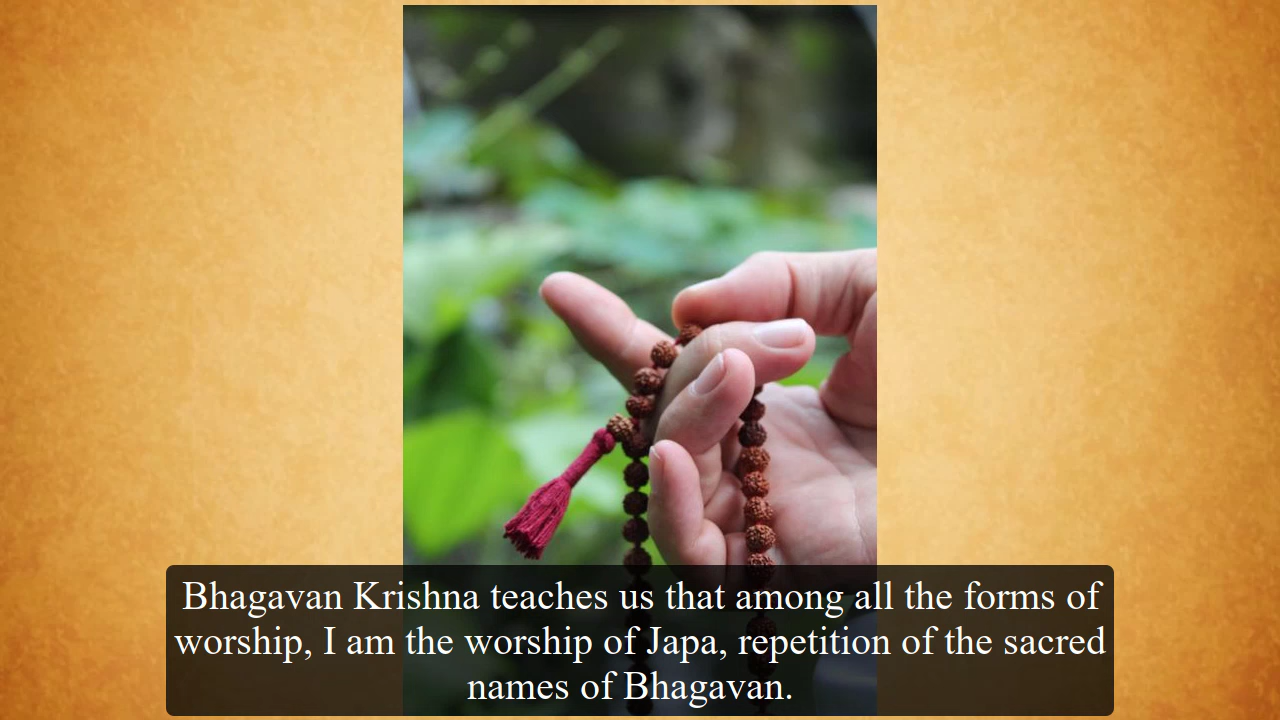 Bhagavan Krishna teaches us that among all the forms of
worship, I am the worship of Japa, repetition of the sacred
names of Bhagavan.